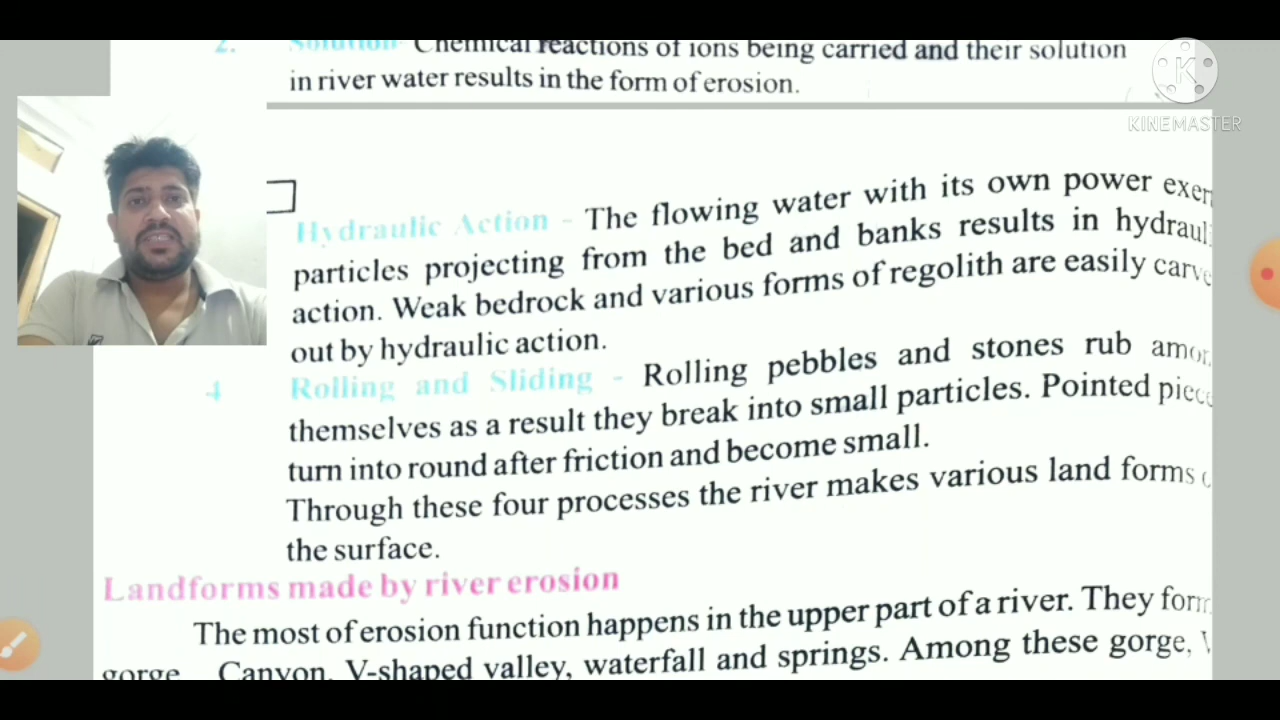 2. Solution- Chemical reactions of ions being carried and their solution
in river water results in the form of erosion.
KINEMASTER
Hydraulic Action - The flowing water with its own power exer
particles projecting from the bed and banks results in hydraul
action. Weak bedrock and various forms of regolith are easily carve
out by hydraulic action.
4 Rolling and Sliding - Rolling pebbles and stones rub amon
themselves as a result they break into small particles. Pointed piece
turn into round after friction and become small.
Through these four processes the river makes various land forms o
the surface.
Landforms made by river erosion
The most of erosion function happens in the upper part of a river. They form
gorge, Canyon, V-shaped valley, waterfall and springs. Among these gorge, V